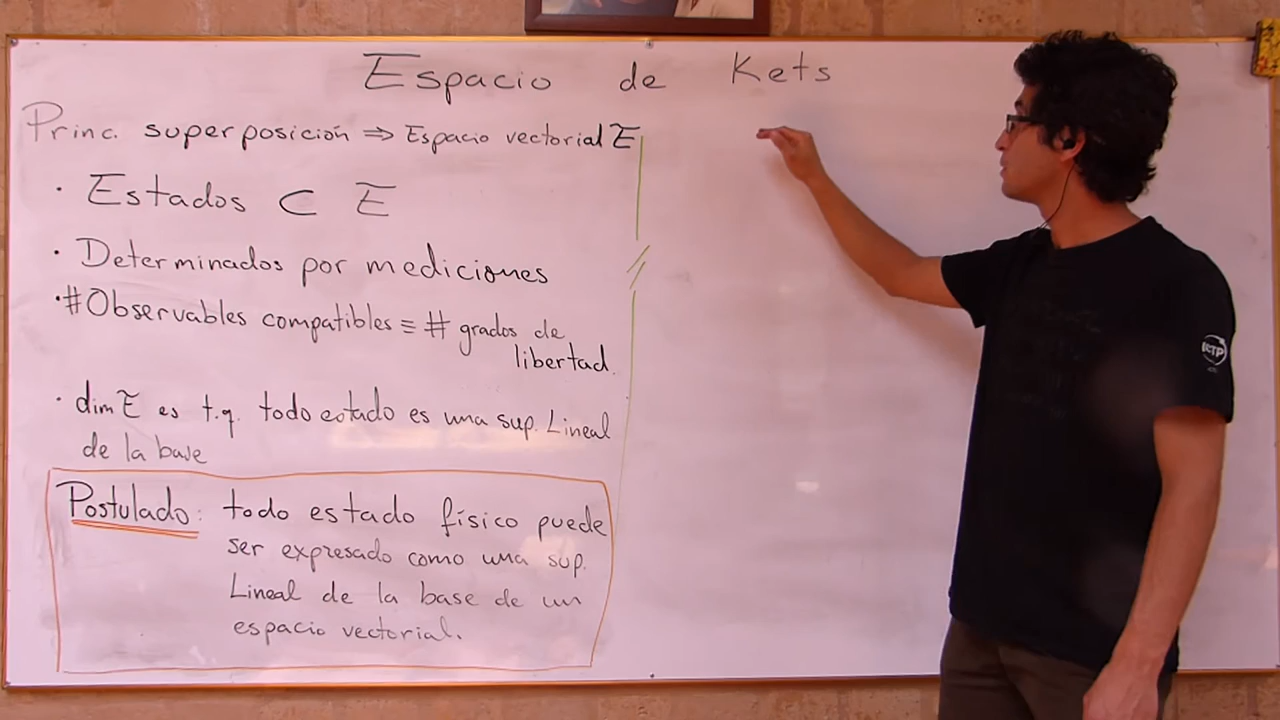 Espacio de Kets
Princ. superposición ⇒ Espacio vectorial E
· Estados ⊂ E
· Determinados por mediciones
· #Observables compatibles ≡ # grados de
libertad.
· dim E es t.q. todo estado es una sup. Lineal
de la base
Postulado: todo estado físico puede
ser expresado como una sup.
Lineal de la base de un
espacio vectorial.